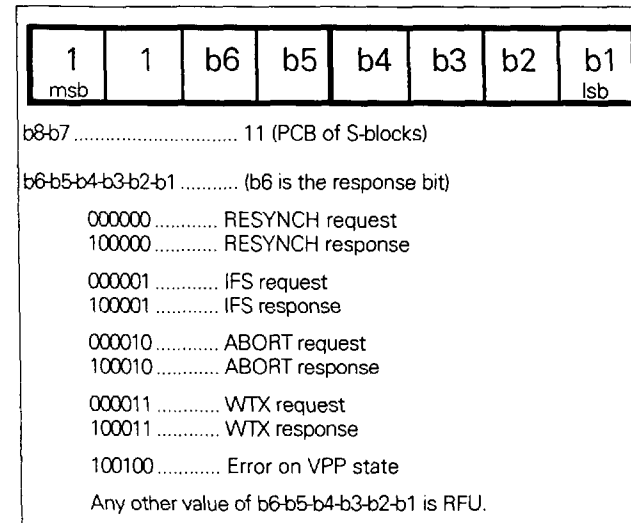 1 1 b6 b5 b4 b3 b2 b1
msb lsb
b8-b7 ............................ 11 (PCB of S-blocks)
b6-b5-b4-b3-b2-b1 ........... (b6 is the response bit)
000000 ............ RESYNCH request
100000 ............ RESYNCH response
000001 ............ IFS request
100001 ............ IFS response
000010 ............ ABORT request
100010 ............ ABORT response
000011 ............ WTX request
100011 ............ WTX response
100100 ............ Error on VPP state
Any other value of b6-b5-b4-b3-b2-b1 is RFU.